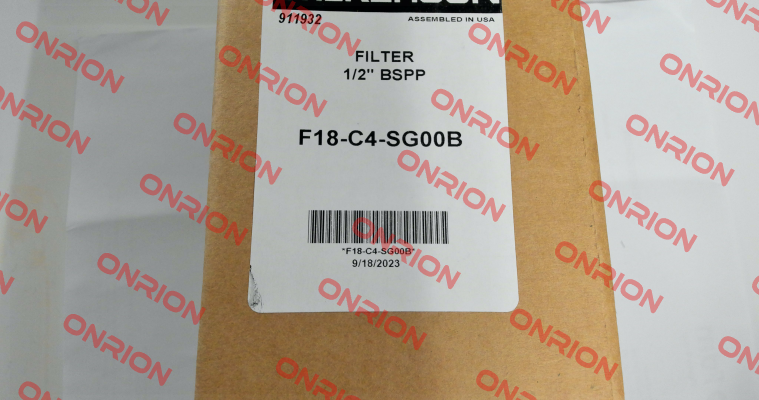 911932
ASSEMBLED IN USA
FILTER
1/2" BSPP
F18-C4-SG00B
*F18-C4-SG00B*
9/18/2023
ONRION